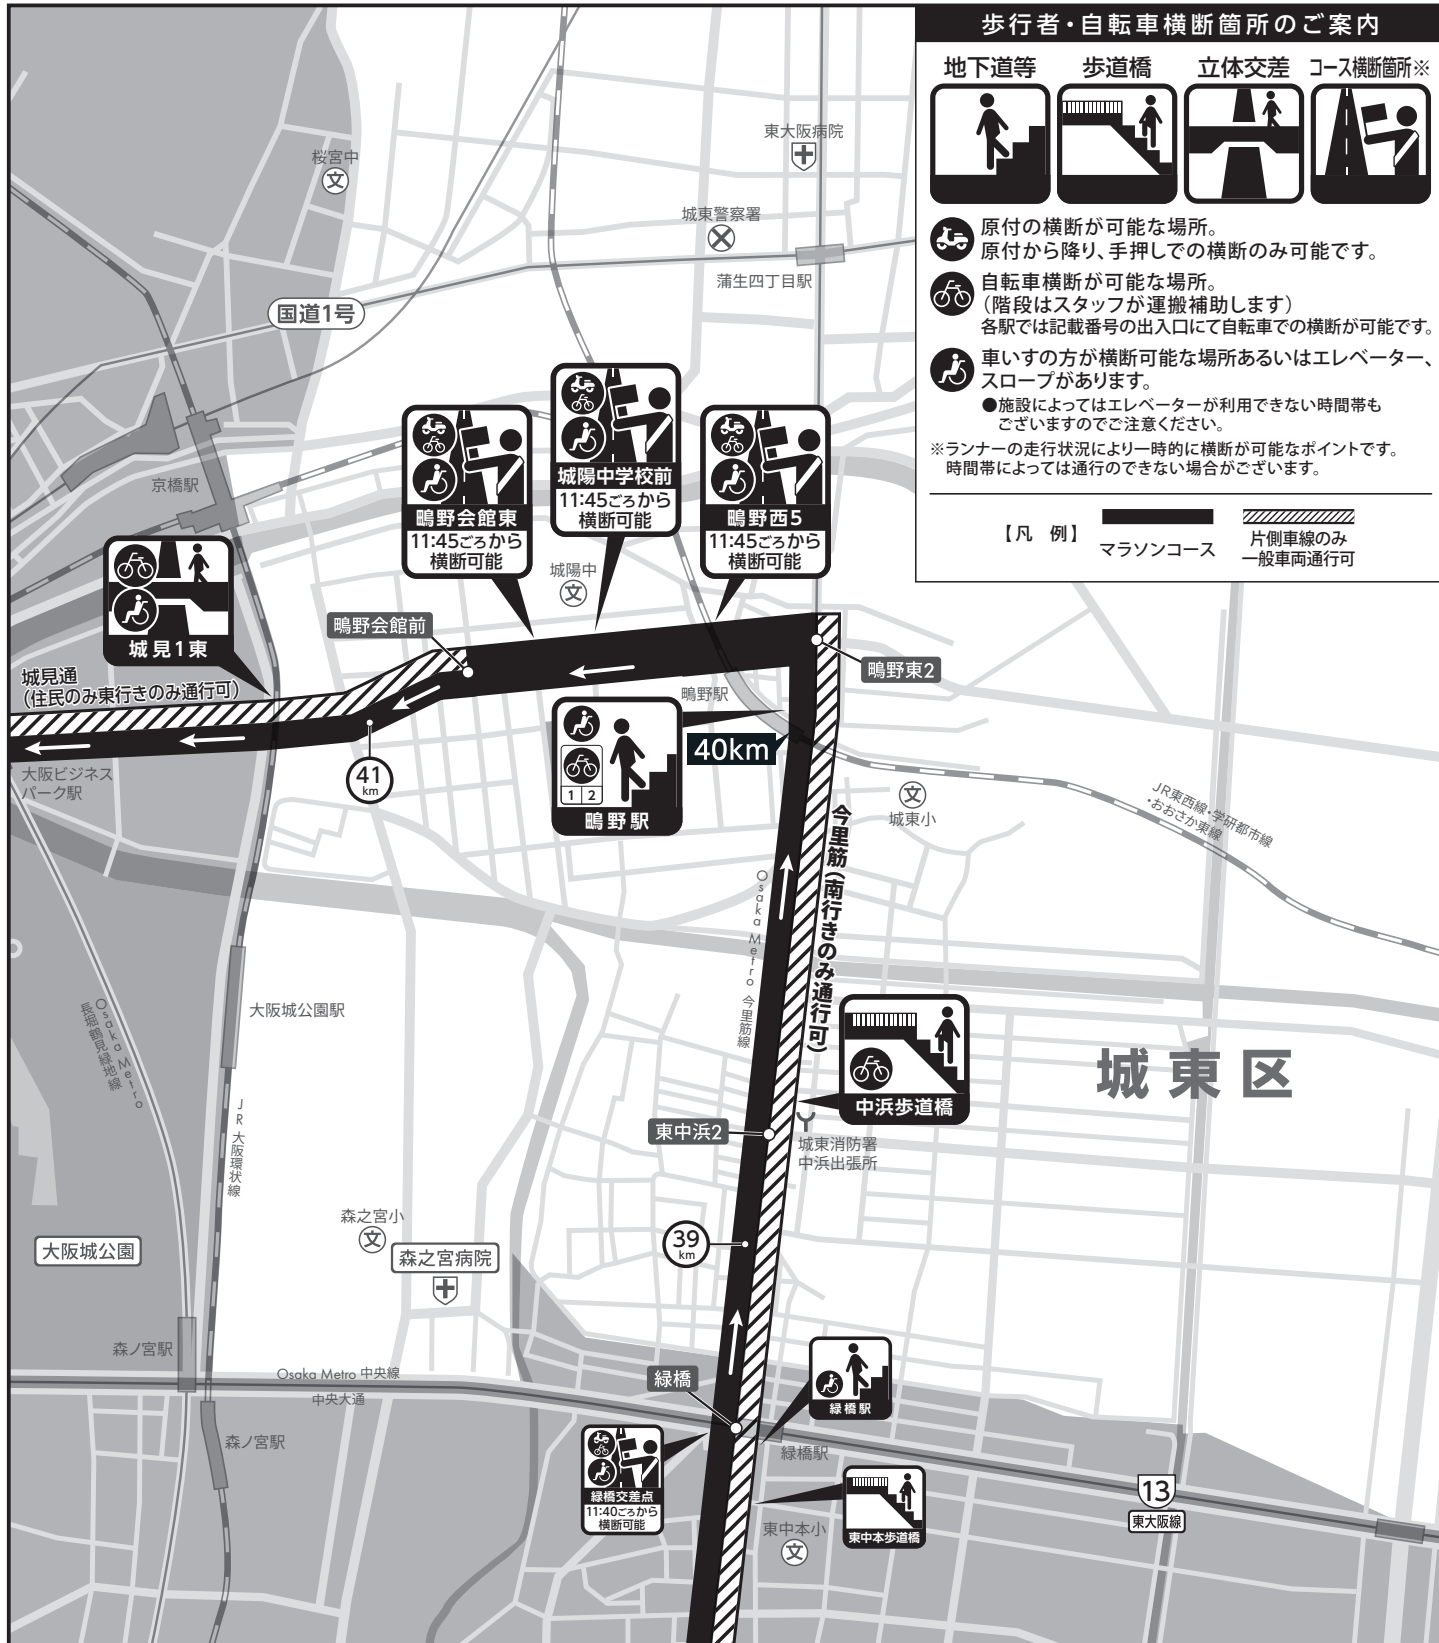 歩行者・自転車横断箇所のご案内
地下道等
歩道橋
立体交差
コース横断箇所※
原付の横断が可能な場所。
原付から降り、手押しでの横断のみ可能です。
自転車横断が可能な場所。
（階段はスタッフが運搬補助します）
各駅では記載番号の出入口にて自転車での横断が可能です。
車いすの方が横断可能な場所あるいはエレベーター、
スロープがあります。
●施設によってはエレベーターが利用できない時間帯も
ございますのでご注意ください。
※ランナーの走行状況により一時的に横断が可能なポイントです。
時間帯によっては通行のできない場合がございます。
【凡 例】
マラソンコース
片側車線のみ
一般車両通行可
東大阪病院
桜宮中
文
城東警察署
蒲生四丁目駅
国道1号
京橋駅
城陽中学校前
11:45ごろから
横断可能
鴫野会館東
11:45ごろから
横断可能
鴫野西5
11:45ごろから
横断可能
城陽中
文
城見1東
鴫野会館前
鴫野東2
城見通
（住民のみ東行きのみ通行可）
鴫野駅
40km
1 2
鴫野駅
大阪ビジネス
パーク駅
41
km
文
城東小
JR東西線・学研都市線
・おおさか東線
今里筋（南行きのみ通行可）
Osaka Metro 今里筋線
大阪城公園駅
Osaka Metro
長堀鶴見緑地線
JR大阪環状線
城東区
中浜歩道橋
東中浜2
城東消防署
中浜出張所
森之宮小
文
39
km
大阪城公園
森之宮病院
森ノ宮駅
Osaka Metro 中央線
中央大通
緑橋
緑橋駅
森ノ宮駅
緑橋駅
緑橋交差点
11:40ごろから
横断可能
13
東大阪線
東中本小
文
東中本歩道橋